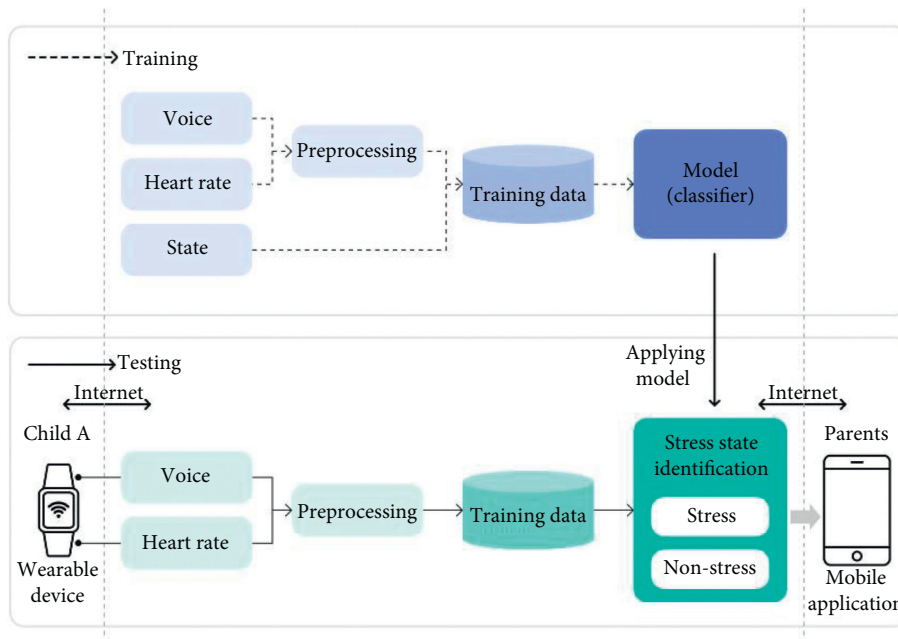 Training
Voice
Heart rate
State
Preprocessing
Training data
Model
(classifier)
Applying
model
Testing
Internet
Child A
Wearable
device
Voice
Heart rate
Preprocessing
Training data
Stress state
identification
Stress
Non-stress
Internet
Parents
Mobile
application